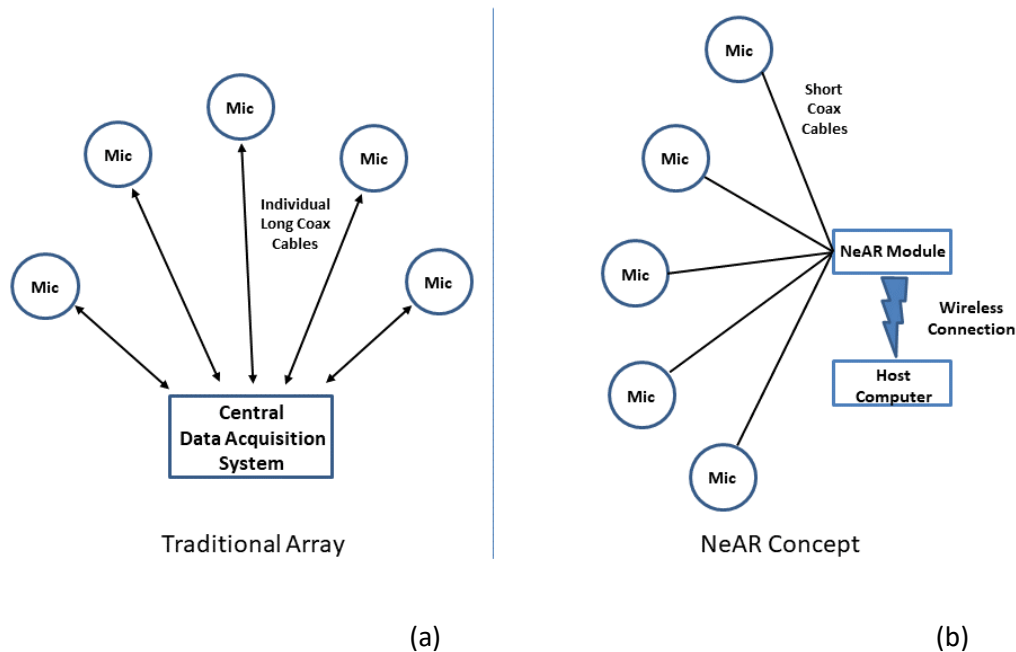 Mic
Mic
Mic
Mic
Mic
Individual
Long Coax
Cables
Central
Data Acquisition
System
Traditional Array
(a)
Mic
Short
Coax
Cables
Mic
Mic
NeAR Module
Wireless
Connection
Host
Computer
Mic
Mic
NeAR Concept
(b)